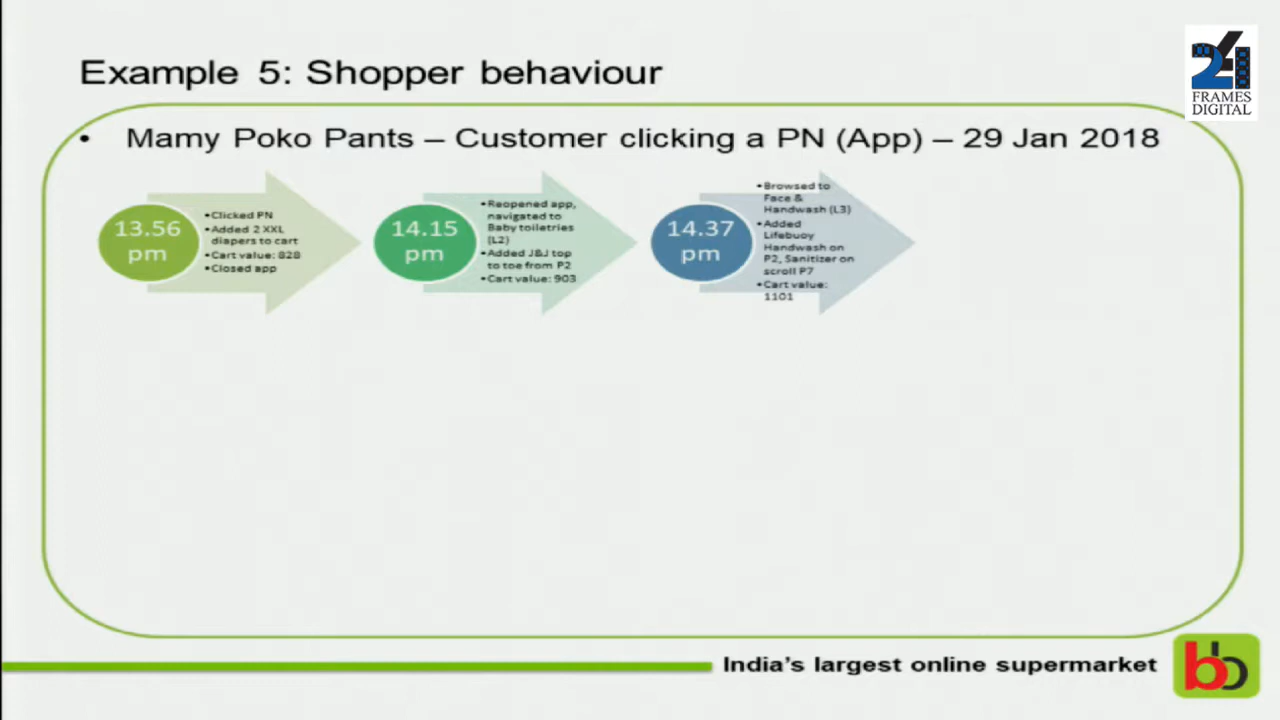 Example 5: Shopper behaviour
24
FRAMES
DIGITAL
• Mamy Poko Pants – Customer clicking a PN (App) – 29 Jan 2018
13.56
pm
•Clicked PN
•Added 2 XXL
diapers to cart
•Cart value: 828
•Closed app
14.15
pm
•Reopened app,
navigated to
Baby toiletries
(L2)
•Added J&J top
to toe from P2
•Cart value: 903
14.37
pm
•Browsed to
Face &
Handwash (L3)
•Added
Lifebuoy
Handwash on
P2, Sanitizer on
scroll P7
•Cart value:
1101
India's largest online supermarket
bb